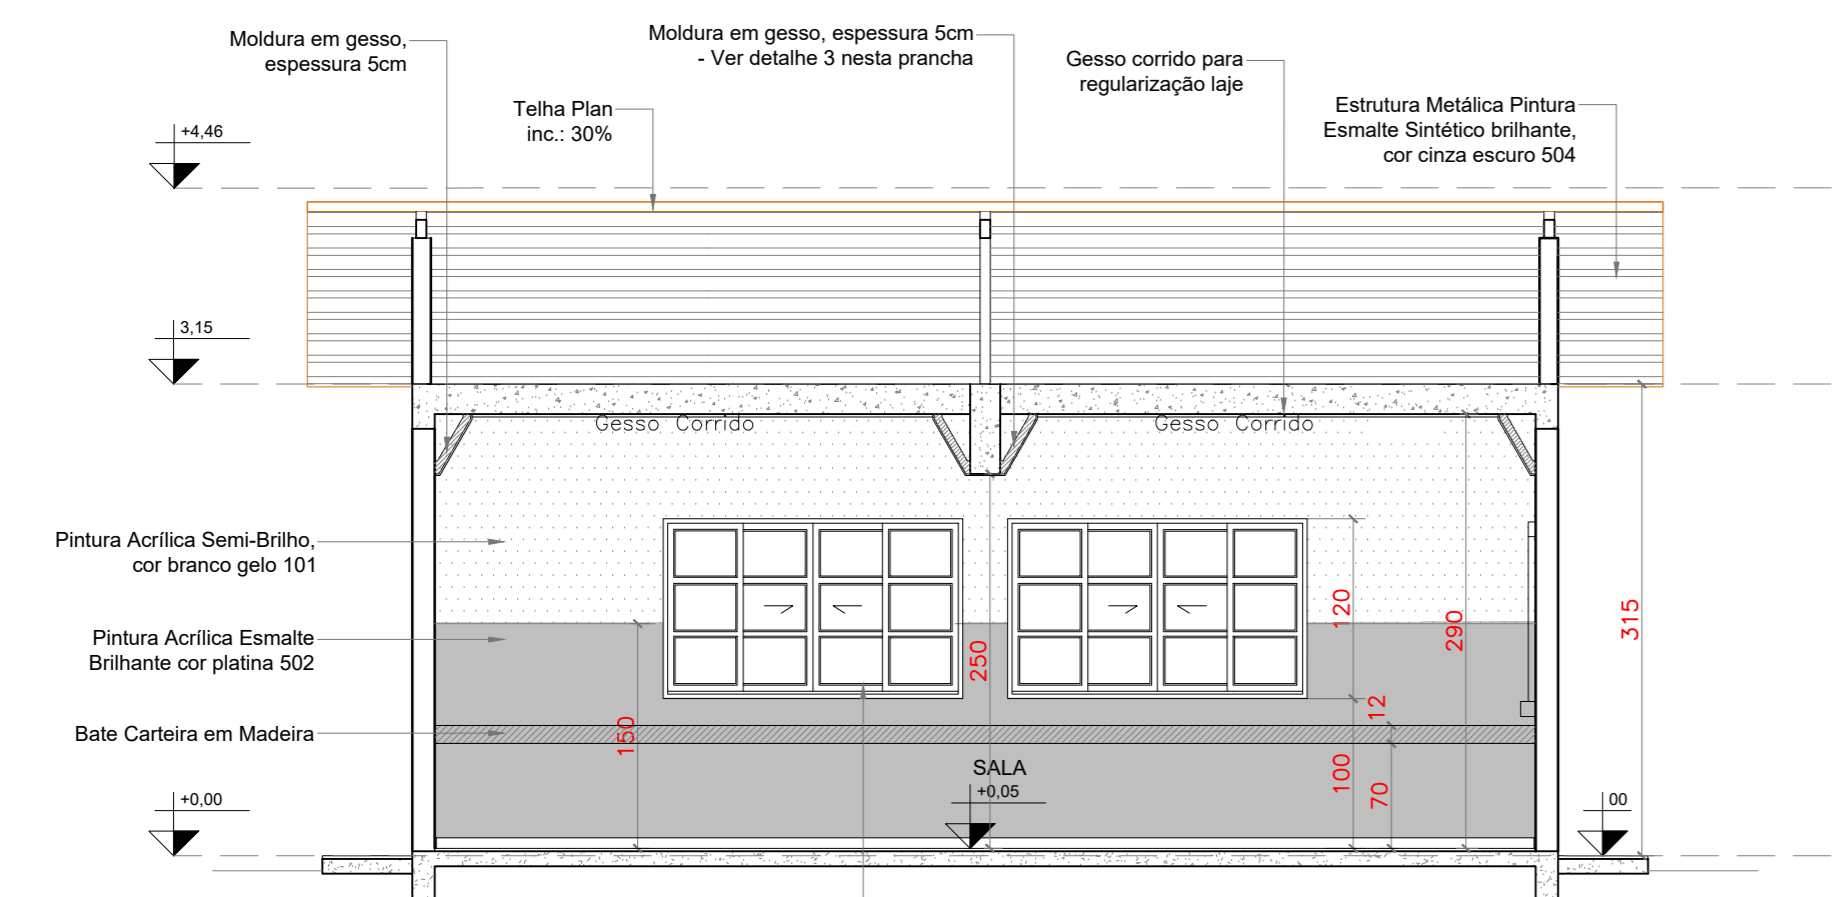 Moldura em gesso,
espessura 5cm
Moldura em gesso, espessura 5cm
- Ver detalhe 3 nesta prancha
Gesso corrido para
regularização laje
Telha Plan
inc.: 30%
Estrutura Metálica Pintura
Esmalte Sintético brilhante,
cor cinza escuro 504
+4,46
3,15
Gesso Corrido
Gesso Corrido
Pintura Acrílica Semi-Brilho,
cor branco gelo 101
Pintura Acrílica Esmalte
Brilhante cor platina 502
Bate Carteira em Madeira
150
250
120
12
100
70
290
315
SALA
+0,05
+0,00
00